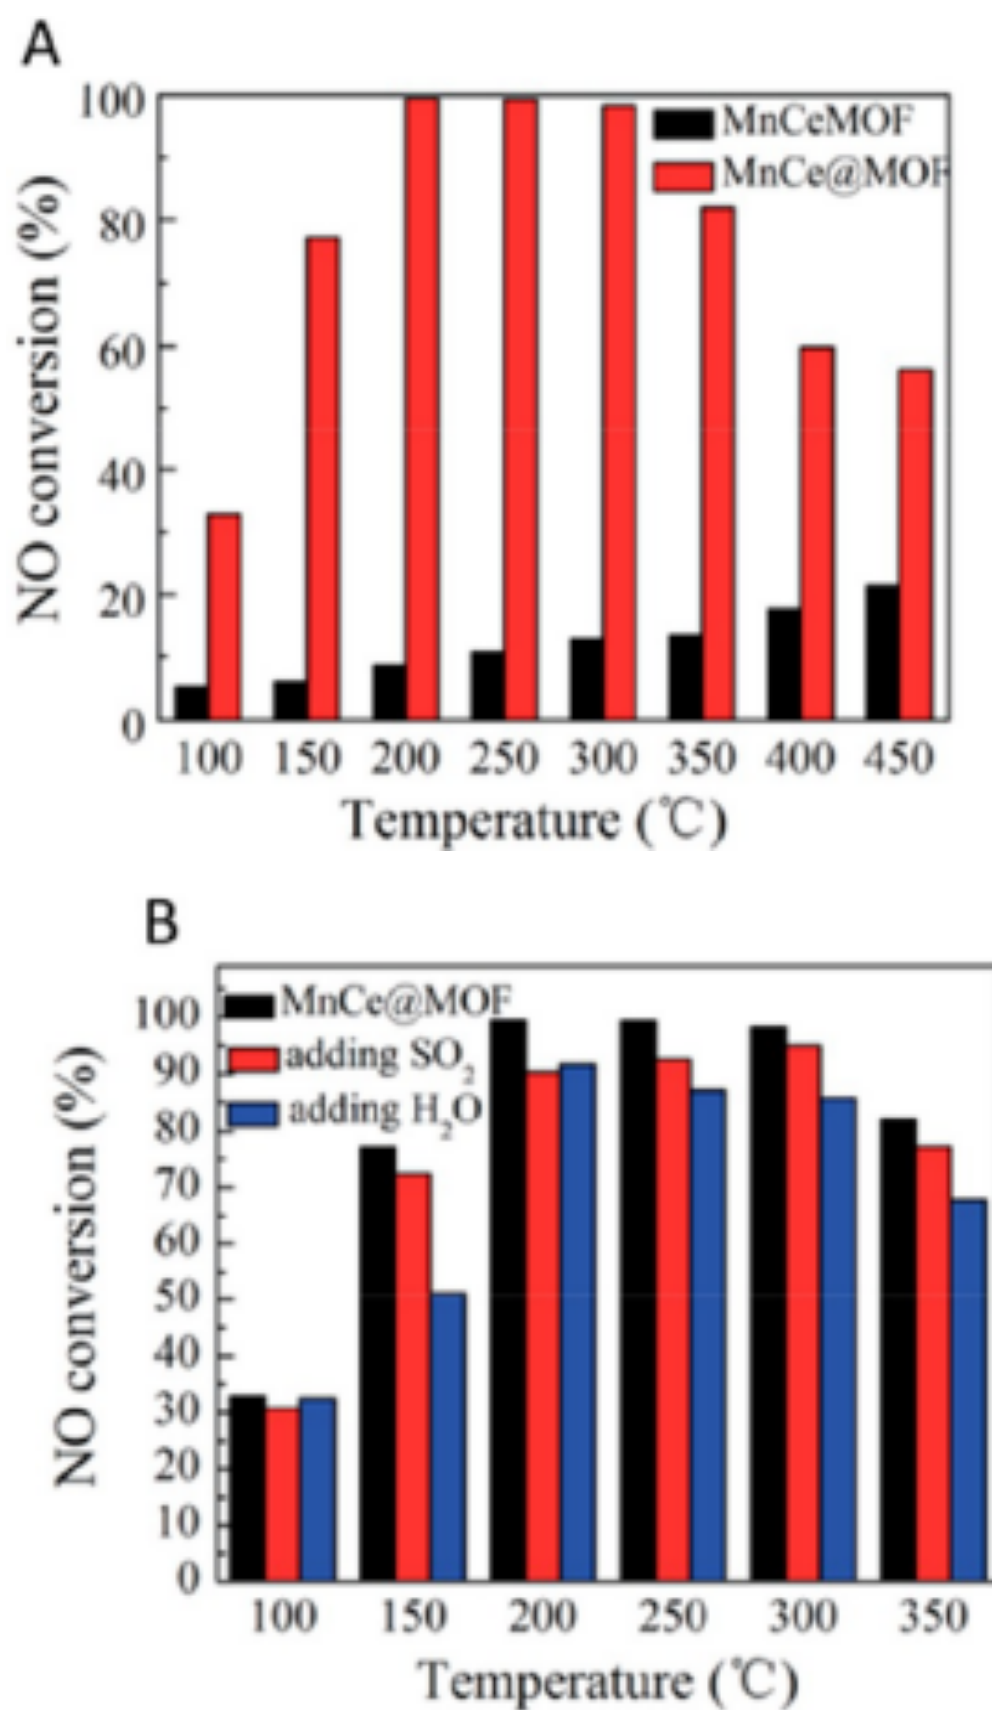 A
NO conversion (%)
100
80
60
40
20
0
MnCeMOF
MnCe@MOF
100 150 200 250 300 350 400 450
Temperature (℃)
B
NO conversion (%)
100
90
80
70
60
50
40
30
20
10
0
MnCe@MOF
adding SO₂
adding H₂O
100 150 200 250 300 350
Temperature (℃)